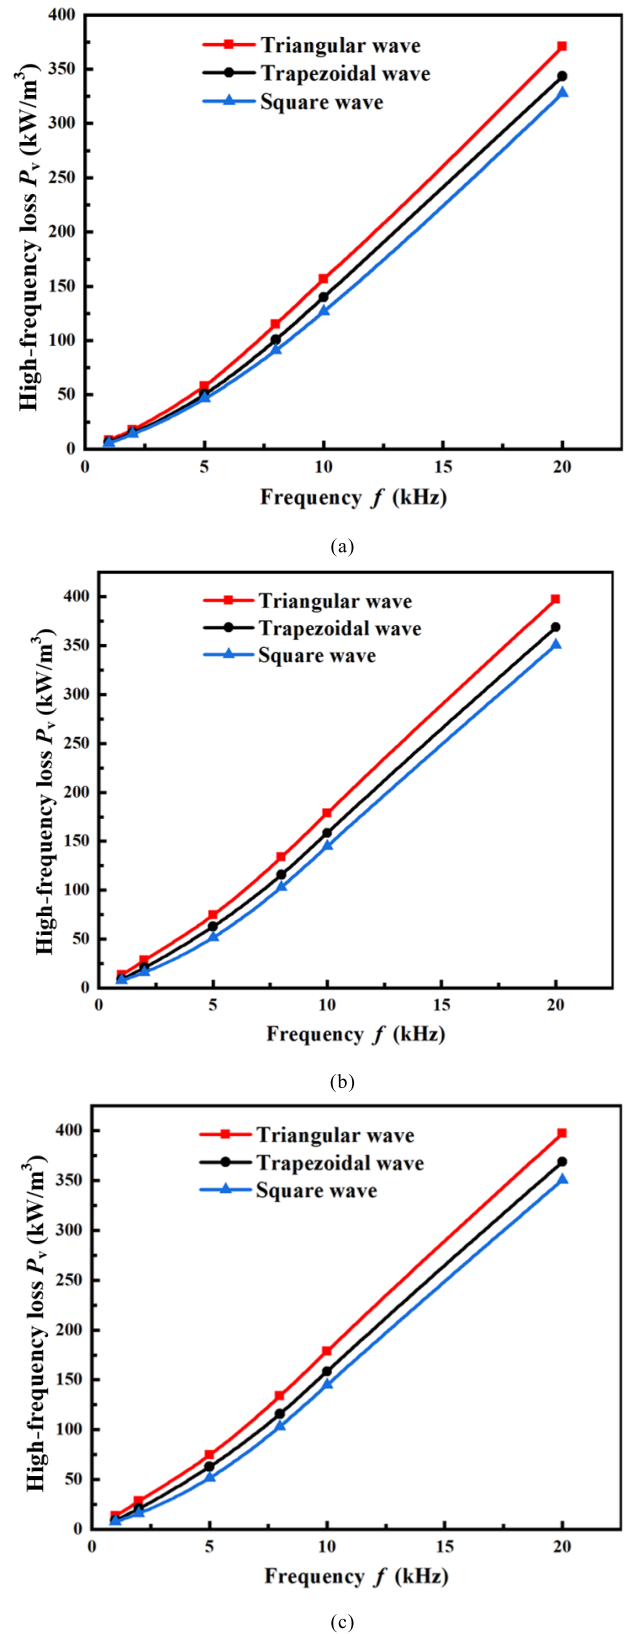 400
350
300
250
200
150
100
50
0
High-frequency loss Pv (kW/m3)
Triangular wave
Trapezoidal wave
Square wave
0 5 10 15 20
Frequency f (kHz)
(a)
400
350
300
250
200
150
100
50
0
High-frequency loss Pv (kW/m3)
Triangular wave
Trapezoidal wave
Square wave
0 5 10 15 20
Frequency f (kHz)
(b)
400
350
300
250
200
150
100
50
0
High-frequency loss Pv (kW/m3)
Triangular wave
Trapezoidal wave
Square wave
0 5 10 15 20
Frequency f (kHz)
(c)